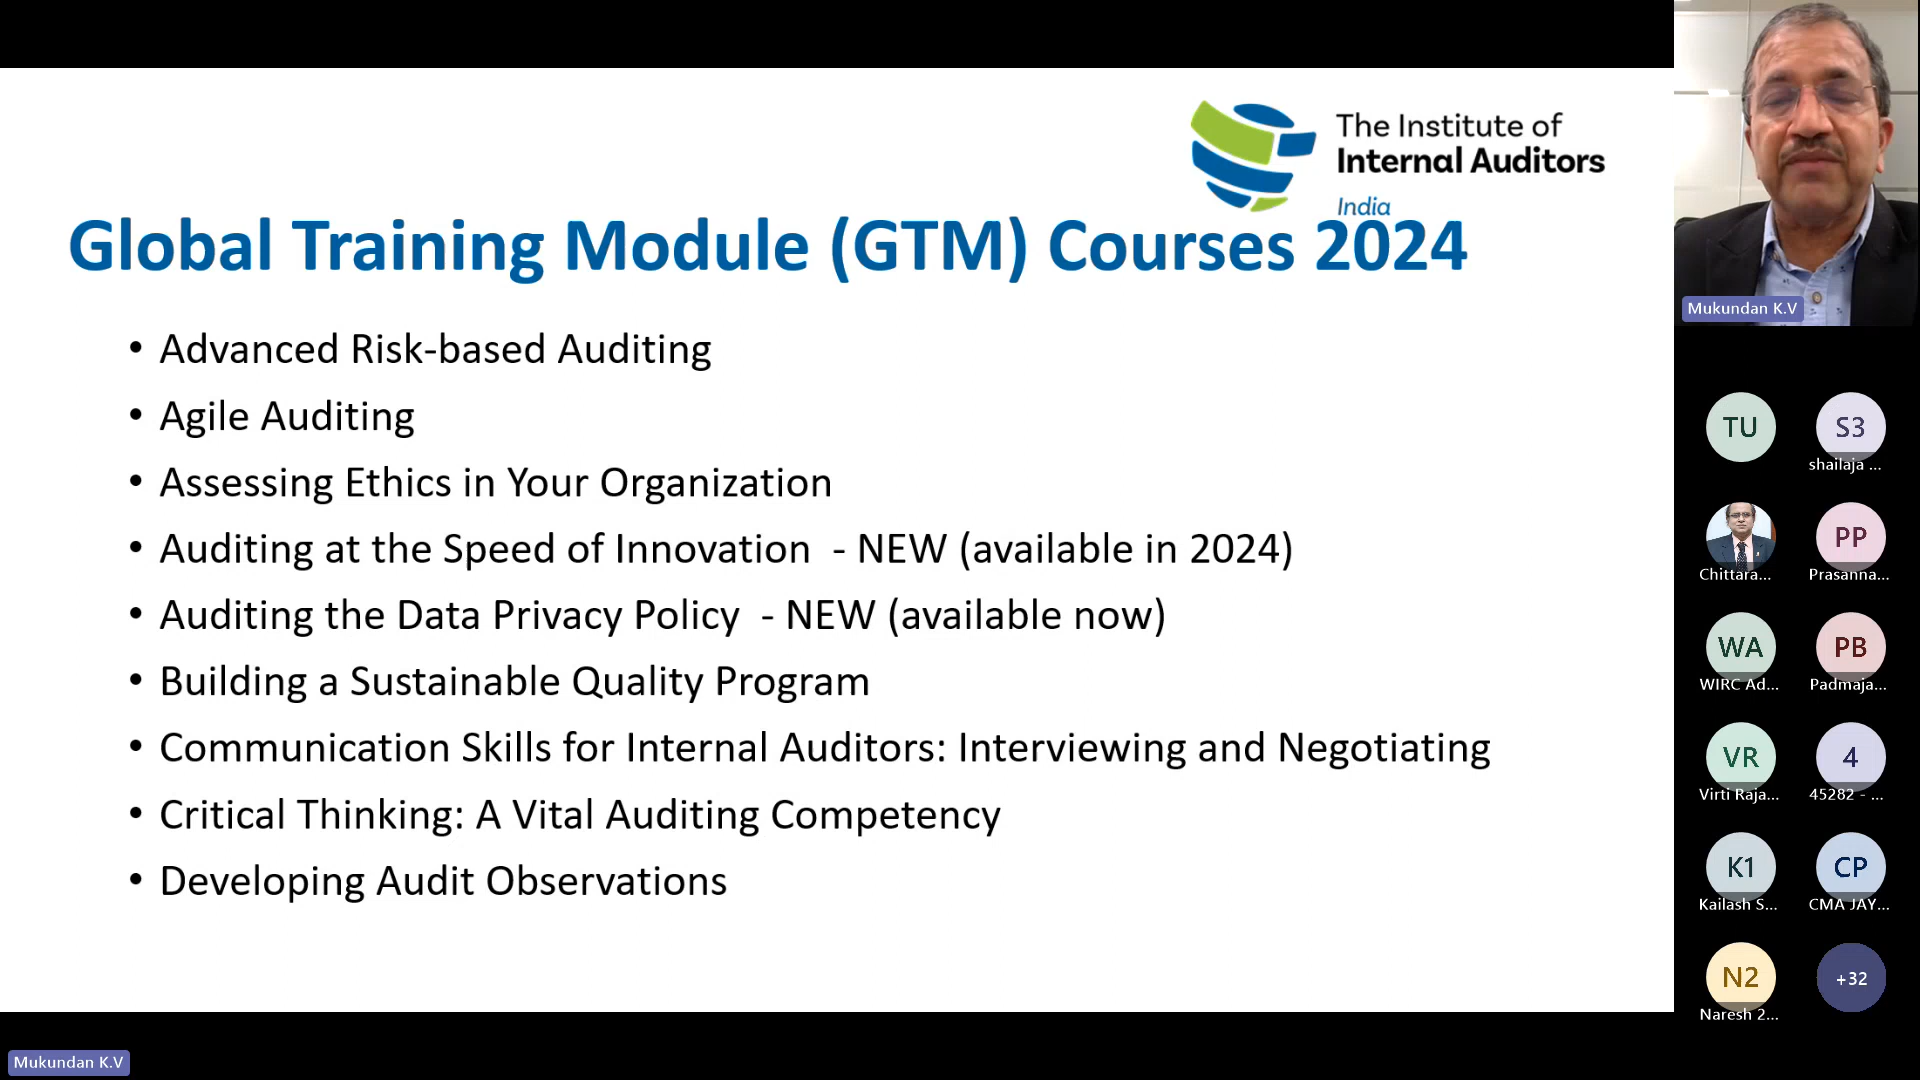 The Institute of
Internal Auditors
India
Global Training Module (GTM) Courses 2024
• Advanced Risk-based Auditing
• Agile Auditing
• Assessing Ethics in Your Organization
• Auditing at the Speed of Innovation - NEW (available in 2024)
• Auditing the Data Privacy Policy - NEW (available now)
• Building a Sustainable Quality Program
• Communication Skills for Internal Auditors: Interviewing and Negotiating
• Critical Thinking: A Vital Auditing Competency
• Developing Audit Observations
Mukundan K.V
TU
S3
shailaja ...
Chittara...
PP
Prasanna...
WA
WIRC Ad...
PB
Padmaja...
VR
Virti Raja...
4
45282 - ...
K1
Kailash S...
CP
CMA JAY...
N2
Naresh 2...
+32
Mukundan K.V